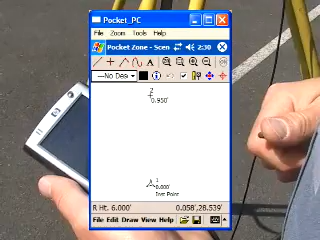 Pocket_PC
File Zoom Tools Help
Pocket Zone - Scen 2:30
---No Des
2
0.950'
1
0.000'
Inst Point
R Ht. 6.000' 0.058',28.539'
File Edit Draw View Help